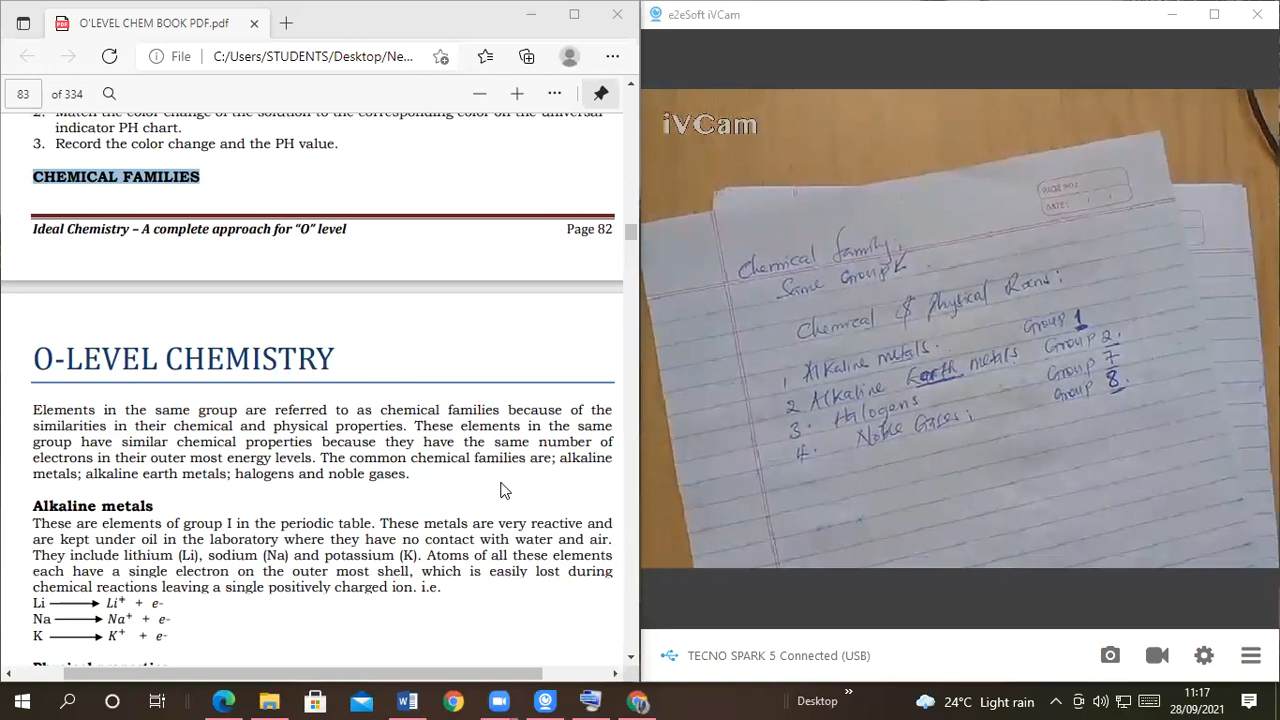 O'LEVEL CHEM BOOK PDF.pdf
File
C:/Users/STUDENTS/Desktop/Ne...
83
of 334
2. Match the color change of the solution to the corresponding color on the universal
indicator PH chart.
3. Record the color change and the PH value.
CHEMICAL FAMILIES
Ideal Chemistry – A complete approach for "O" level
Page 82
O-LEVEL CHEMISTRY
Elements in the same group are referred to as chemical families because of the
similarities in their chemical and physical properties. These elements in the same
group have similar chemical properties because they have the same number of
electrons in their outer most energy levels. The common chemical families are; alkaline
metals; alkaline earth metals; halogens and noble gases.
Alkaline metals
These are elements of group I in the periodic table. These metals are very reactive and
are kept under oil in the laboratory where they have no contact with water and air.
They include lithium (Li), sodium (Na) and potassium (K). Atoms of all these elements
each have a single electron on the outer most shell, which is easily lost during
chemical reactions leaving a single positively charged ion. i.e.
Li ⟶ Li⁺ + e-
Na ⟶ Na⁺ + e-
K ⟶ K⁺ + e-
Physical properties
e2eSoft iVCam
iVCam
PAGE NO:
DATE: / /
Chemical family.
Same Group
Chemical & physical
1. Alkaline metals. Group 1
2 Alkaline Earth metals Group 2.
3. Halogens Group 7
4. Noble Gases; Group 8.
TECNO SPARK 5 Connected (USB)
Desktop
24°C Light rain
11:17
28/09/2021